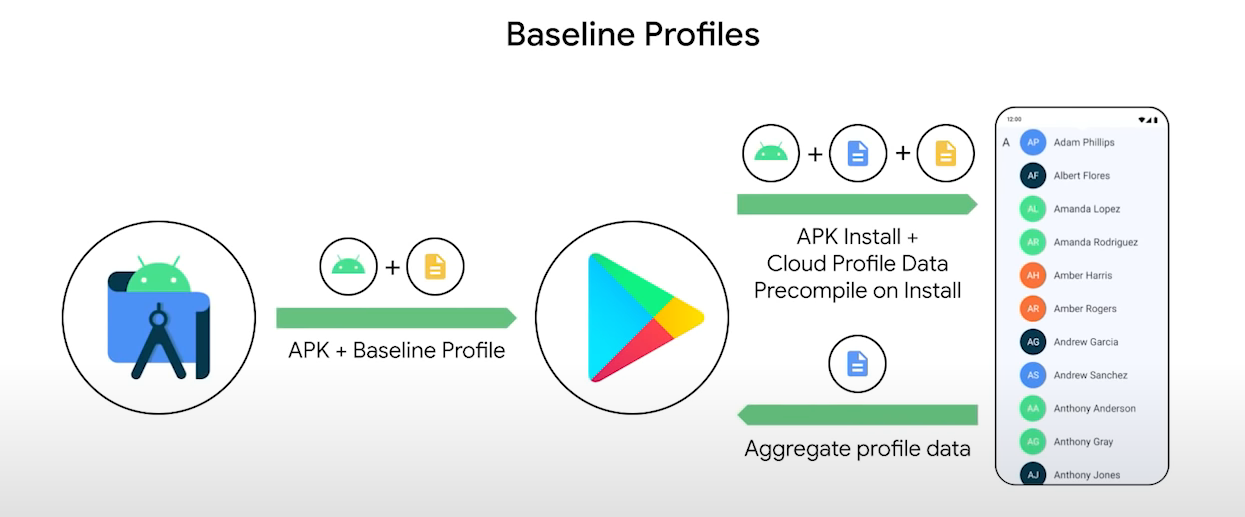 Baseline Profiles
+
APK + Baseline Profile
+ +
APK Install +
Cloud Profile Data
Precompile on Install
Aggregate profile data
12:00
A
AP Adam Phillips
AF Albert Flores
AL Amanda Lopez
AR Amanda Rodriguez
AH Amber Harris
AR Amber Rogers
AG Andrew Garcia
AS Andrew Sanchez
AA Anthony Anderson
AG Anthony Gray
AJ Anthony Jones